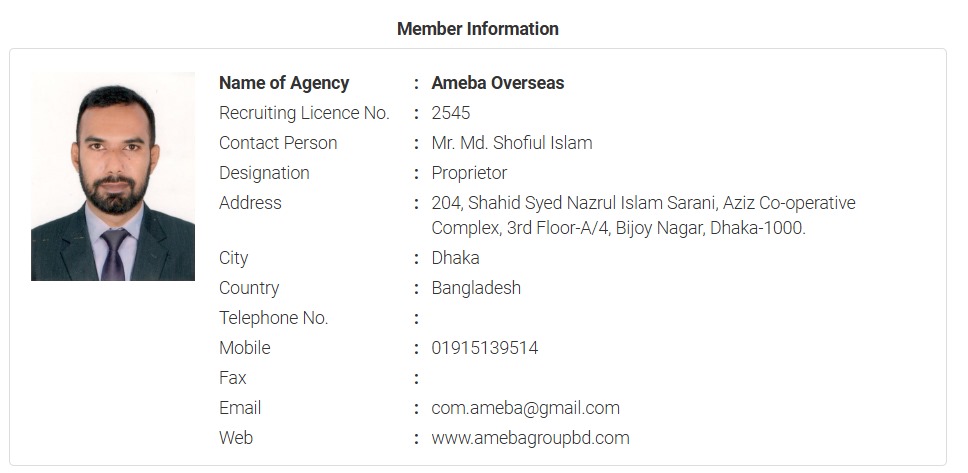 Member Information
Name of Agency : Ameba Overseas
Recruiting Licence No. : 2545
Contact Person : Mr. Md. Shofiul Islam
Designation : Proprietor
Address : 204, Shahid Syed Nazrul Islam Sarani, Aziz Co-operative
Complex, 3rd Floor-A/4, Bijoy Nagar, Dhaka-1000.
City : Dhaka
Country : Bangladesh
Telephone No. :
Mobile : 01915139514
Fax :
Email : com.ameba@gmail.com
Web : www.amebagroupbd.com